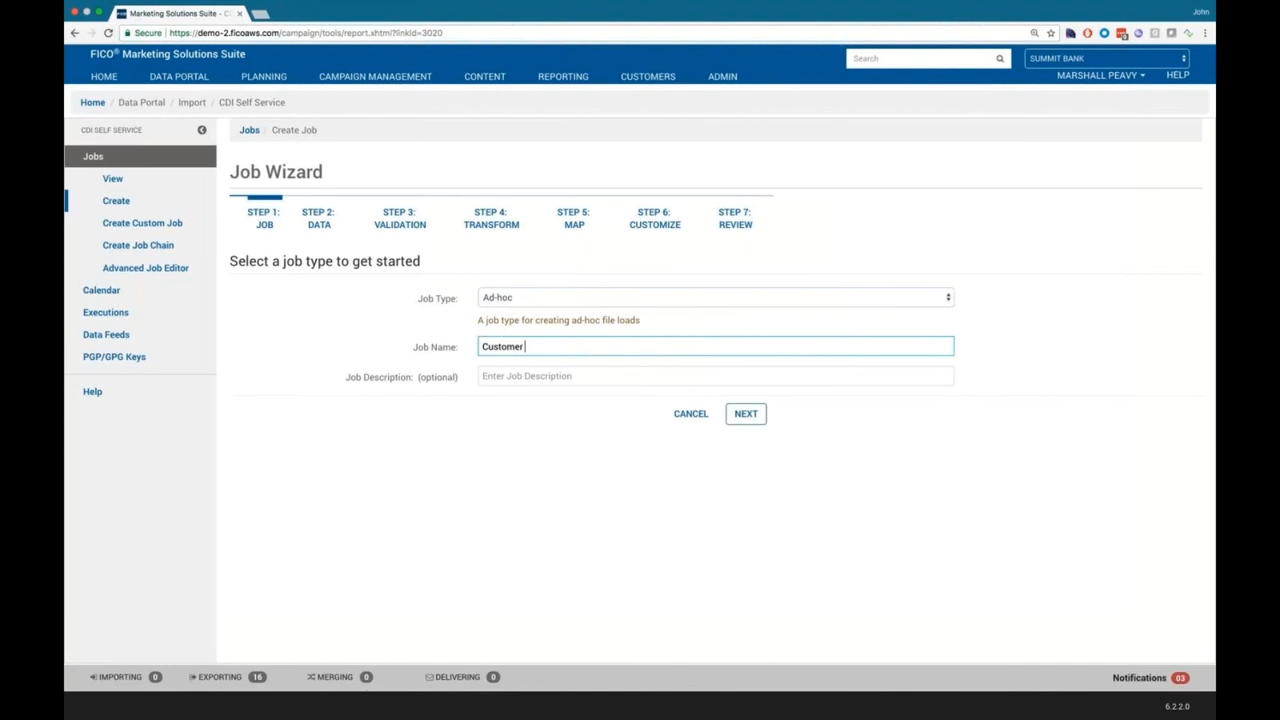 Marketing Solutions Suite - C
John
Secure | https://demo-2.ficoaws.com/campaign/tools/report.xhtml?linkId=3020
FICO® Marketing Solutions Suite
Search
SUMMIT BANK
HOME DATA PORTAL PLANNING CAMPAIGN MANAGEMENT CONTENT REPORTING CUSTOMERS ADMIN
MARSHALL PEAVY HELP
Home / Data Portal / Import / CDI Self Service
CDI SELF SERVICE
Jobs / Create Job
Jobs
View
Create
Create Custom Job
Create Job Chain
Advanced Job Editor
Calendar
Executions
Data Feeds
PGP/GPG Keys
Help
Job Wizard
STEP 1: JOB
STEP 2: DATA
STEP 3: VALIDATION
STEP 4: TRANSFORM
STEP 5: MAP
STEP 6: CUSTOMIZE
STEP 7: REVIEW
Select a job type to get started
Job Type: Ad-hoc
A job type for creating ad-hoc file loads
Job Name: Customer
Job Description: (optional) Enter Job Description
CANCEL NEXT
IMPORTING 0 EXPORTING 16 MERGING 0 DELIVERING 0 Notifications 03
6.2.2.0